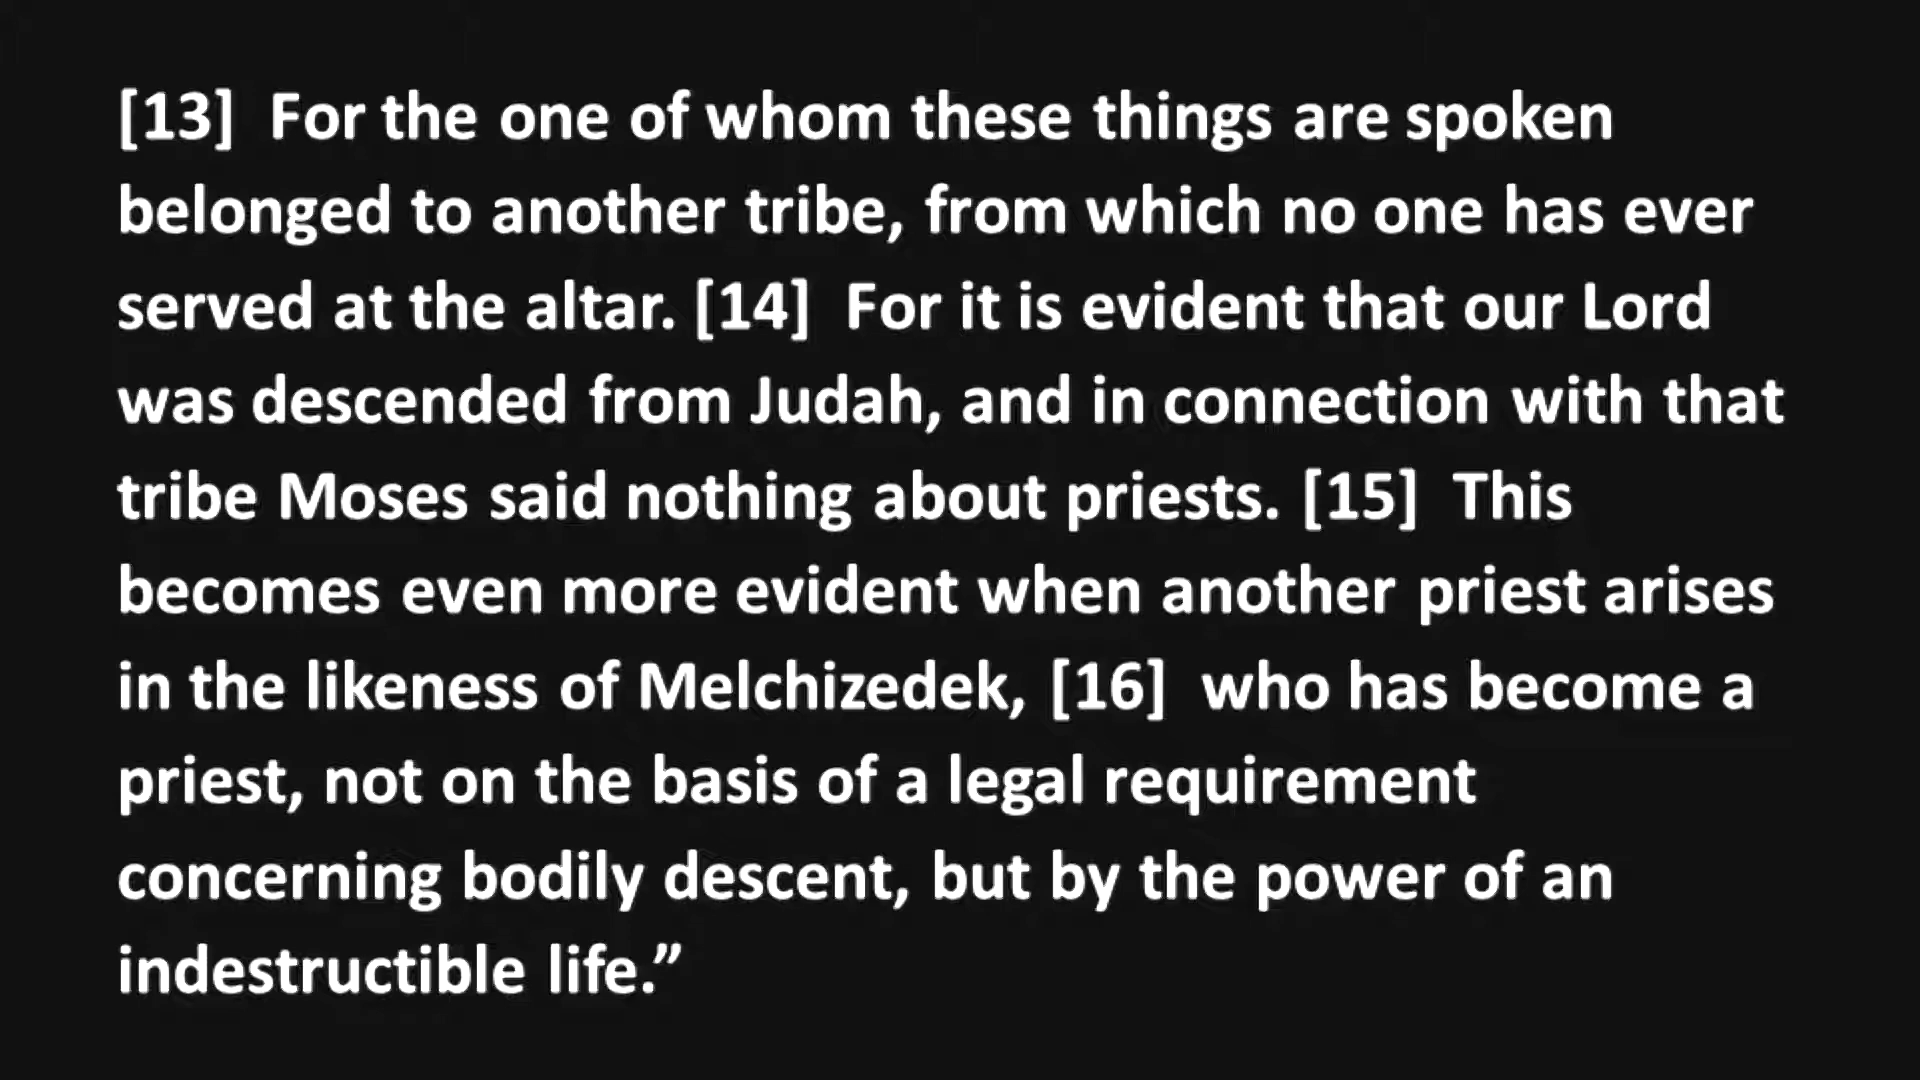 [13]  For the one of whom these things are spoken
belonged to another tribe, from which no one has ever
served at the altar. [14]  For it is evident that our Lord
was descended from Judah, and in connection with that
tribe Moses said nothing about priests. [15]  This
becomes even more evident when another priest arises
in the likeness of Melchizedek, [16]  who has become a
priest, not on the basis of a legal requirement
concerning bodily descent, but by the power of an
indestructible life.”